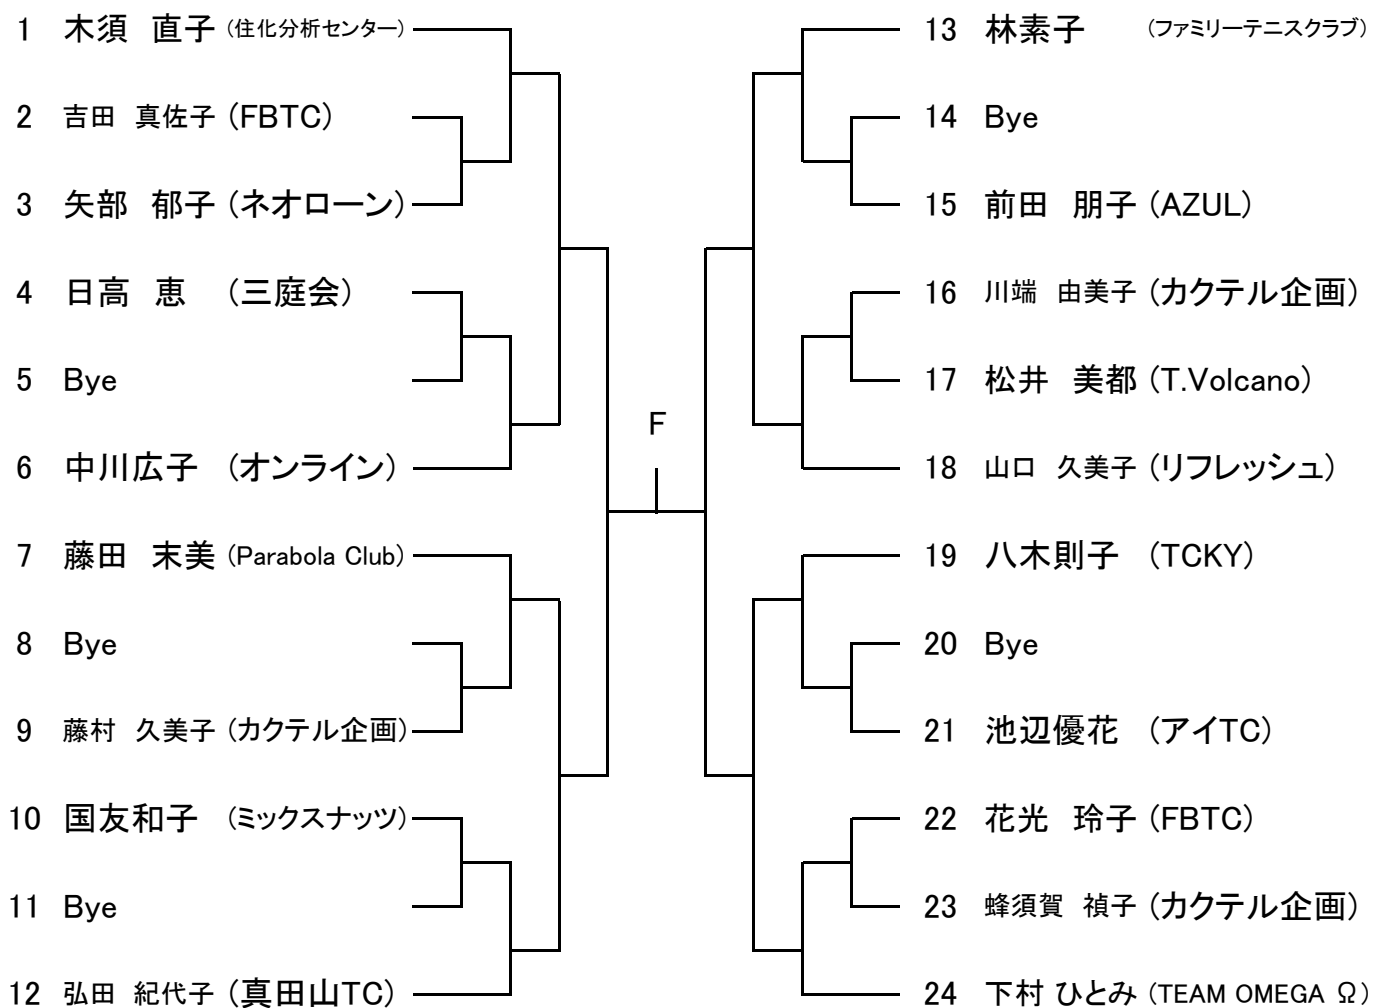 1 木須　直子 (住化分析センター)
2 吉田　真佐子 (FBTC)
3 矢部　郁子 (ネオローン)
4 日高　恵 (三庭会)
5 Bye
6 中川広子 (オンライン)
7 藤田　末美 (Parabola Club)
8 Bye
9 藤村　久美子 (カクテル企画)
10 国友和子 (ミックスナッツ)
11 Bye
12 弘田　紀代子 (真田山TC)
F
13 林素子 (ファミリーテニスクラブ)
14 Bye
15 前田　朋子 (AZUL)
16 川端　由美子 (カクテル企画)
17 松井　美都 (T.Volcano)
18 山口　久美子 (リフレッシュ)
19 八木則子 (TCKY)
20 Bye
21 池辺優花 (アイTC)
22 花光　玲子 (FBTC)
23 蜂須賀　禎子 (カクテル企画)
24 下村 ひとみ (TEAM OMEGA Ω)